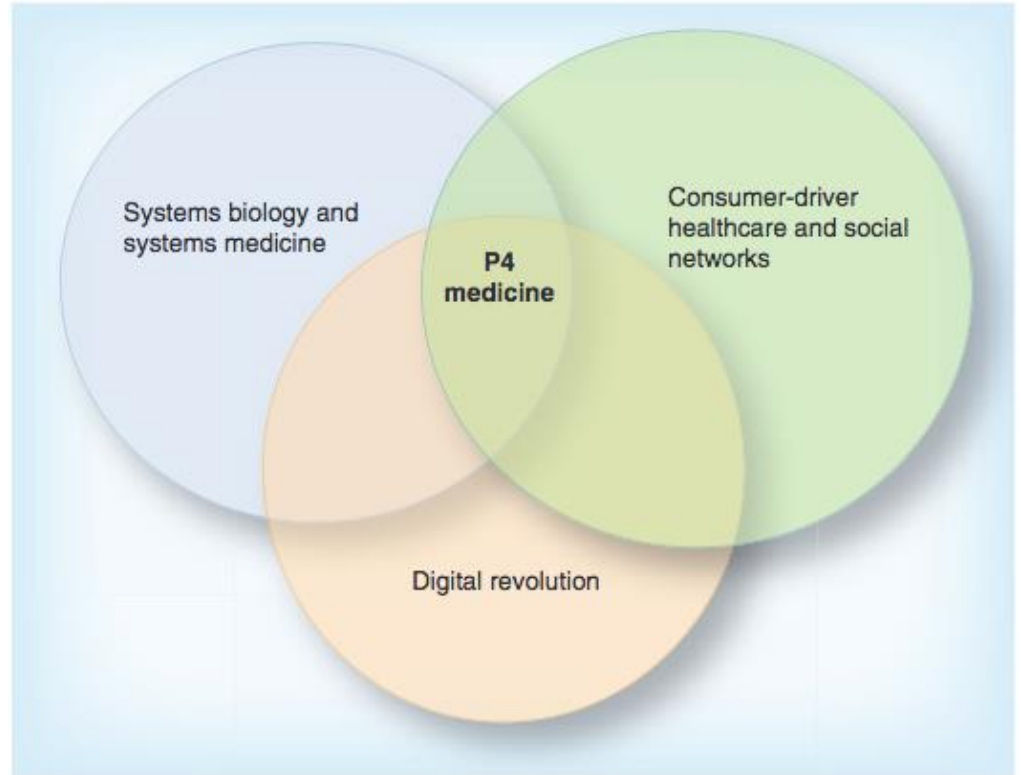 Systems biology and
systems medicine
Consumer-driver
healthcare and social
networks
P4
medicine
Digital revolution